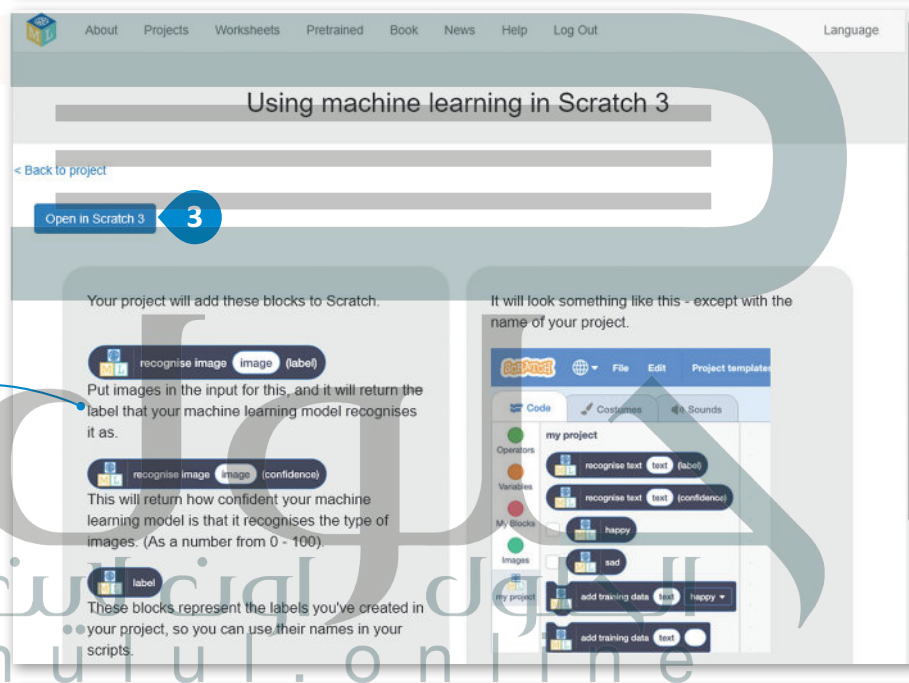 About Projects Worksheets Pretrained Book News Help Log Out Language
Using machine learning in Scratch 3
< Back to project
Open in Scratch 3
3
Your project will add these blocks to Scratch.
recognise image image (label)
Put images in the input for this, and it will return the
label that your machine learning model recognises
it as.
recognise image image (confidence)
This will return how confident your machine
learning model is that it recognises the type of
images. (As a number from 0 - 100).
label
These blocks represent the labels you've created in
your project, so you can use their names in your
scripts.
It will look something like this - except with the
name of your project.
SCRATCH File Edit Project templates
Code Costumes Sounds
my project
Operators
Variables
My Blocks
Images
my project
recognise text text (label)
recognise text text (confidence)
happy
sad
add training data text happy
add training data text
حلول
الحلول اون لاين
hulul.online